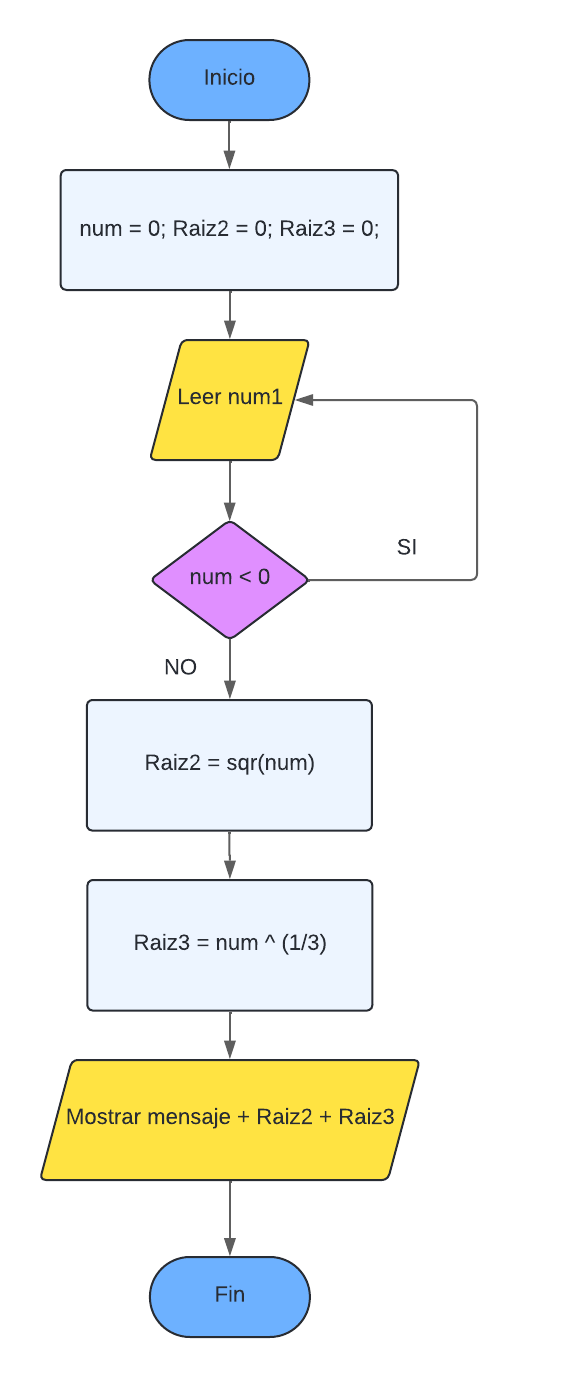 Inicio
num = 0; Raiz2 = 0; Raiz3 = 0;
Leer num1
SI
num < 0
NO
Raiz2 = sqr(num)
Raiz3 = num ^ (1/3)
Mostrar mensaje + Raiz2 + Raiz3
Fin